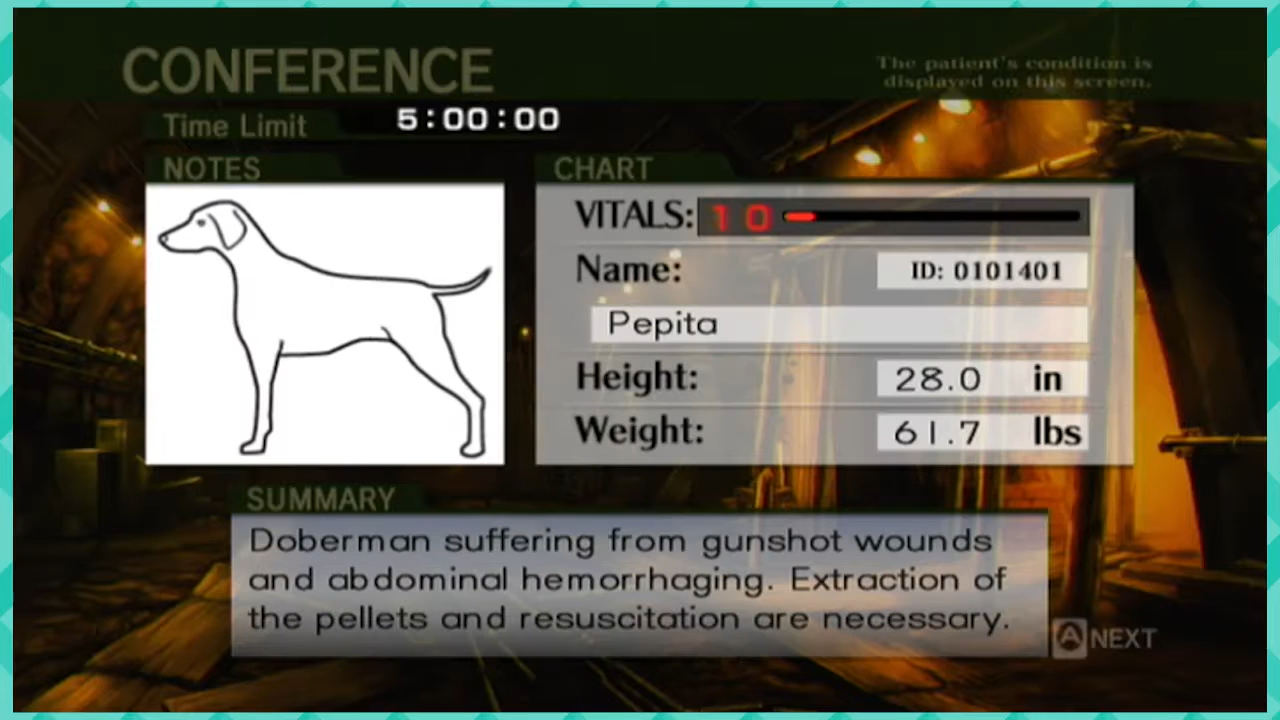 CONFERENCE
The patient's condition is
displayed on this screen.
Time Limit 5:00:00
NOTES
CHART
VITALS: 10
Name: ID: 0101401
Pepita
Height: 28.0 in
Weight: 61.7 lbs
SUMMARY
Doberman suffering from gunshot wounds
and abdominal hemorrhaging. Extraction of
the pellets and resuscitation are necessary.
A NEXT